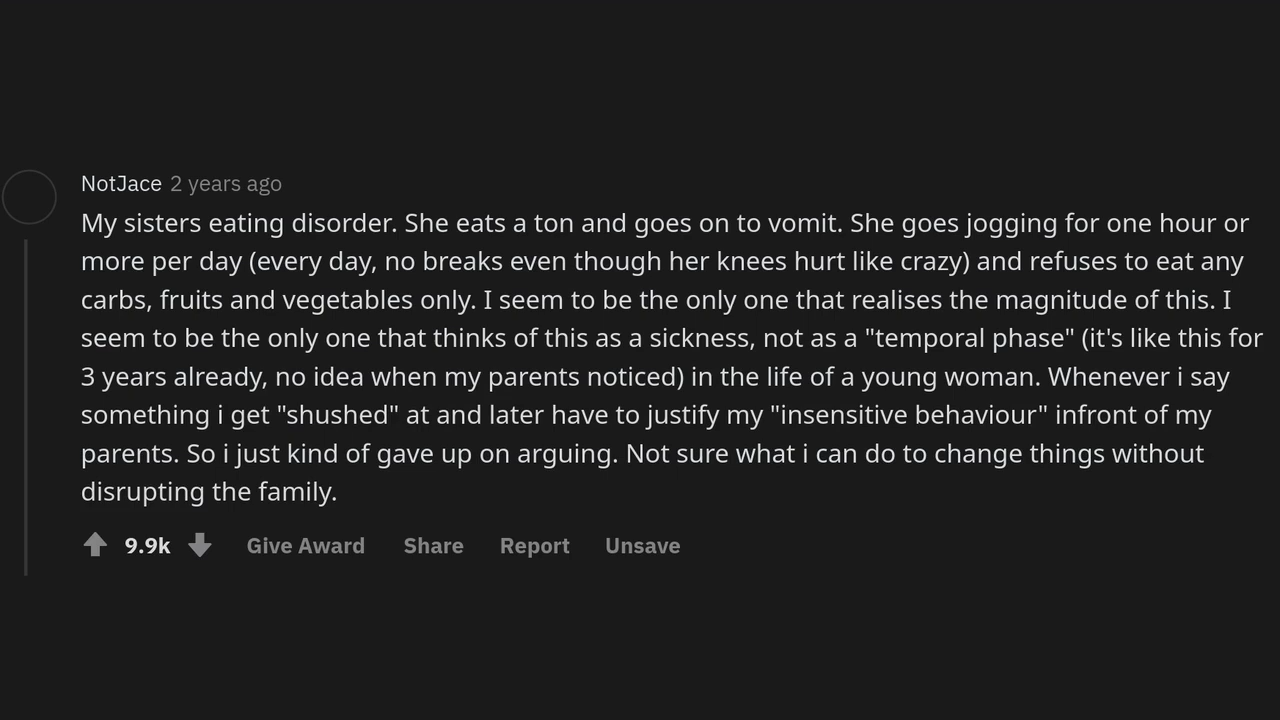 NotJace 2 years ago
My sisters eating disorder. She eats a ton and goes on to vomit. She goes jogging for one hour or
more per day (every day, no breaks even though her knees hurt like crazy) and refuses to eat any
carbs, fruits and vegetables only. I seem to be the only one that realises the magnitude of this. I
seem to be the only one that thinks of this as a sickness, not as a "temporal phase" (it's like this for
3 years already, no idea when my parents noticed) in the life of a young woman. Whenever i say
something i get "shushed" at and later have to justify my "insensitive behaviour" infront of my
parents. So i just kind of gave up on arguing. Not sure what i can do to change things without
disrupting the family.
9.9k Give Award Share Report Unsave